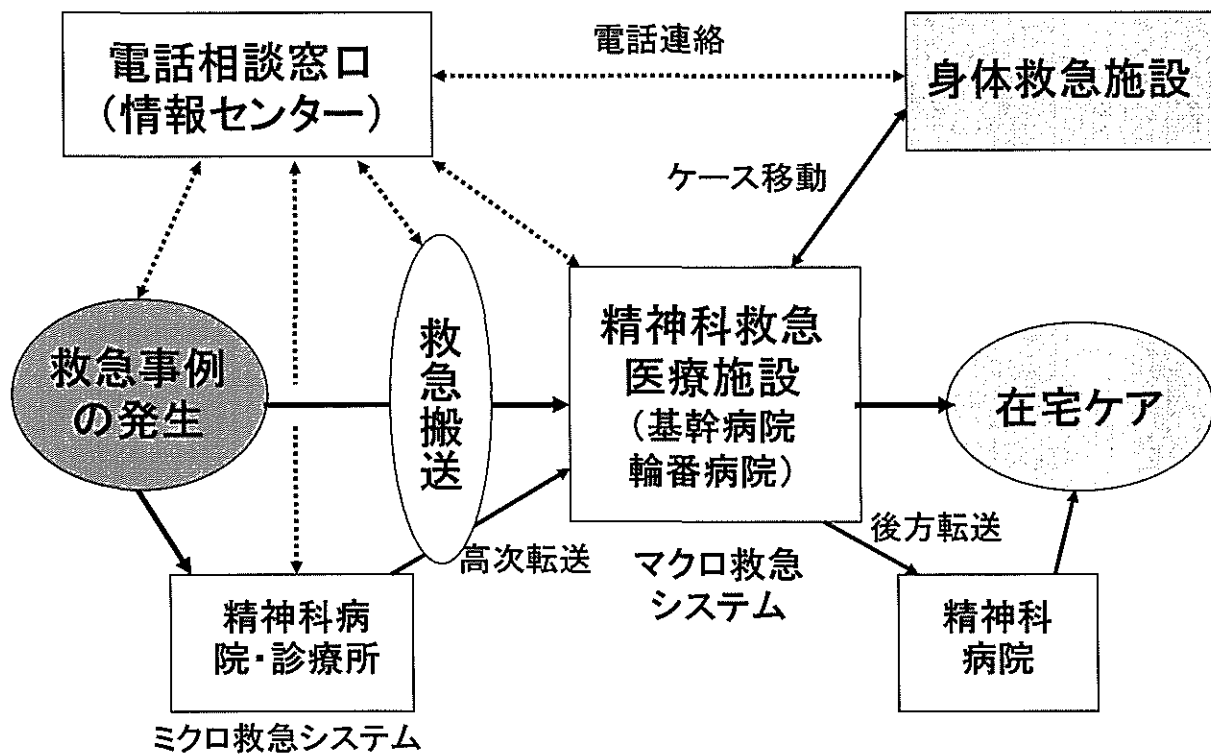 電話相談窓口
（情報センター）
電話連絡
身体救急施設
ケース移動
救急事例
の発生
救急搬送
精神科救急
医療施設
（基幹病院
輪番病院）
在宅ケア
高次転送
マクロ救急
システム
後方転送
精神科病
院・診療所
精神科
病院
ミクロ救急システム